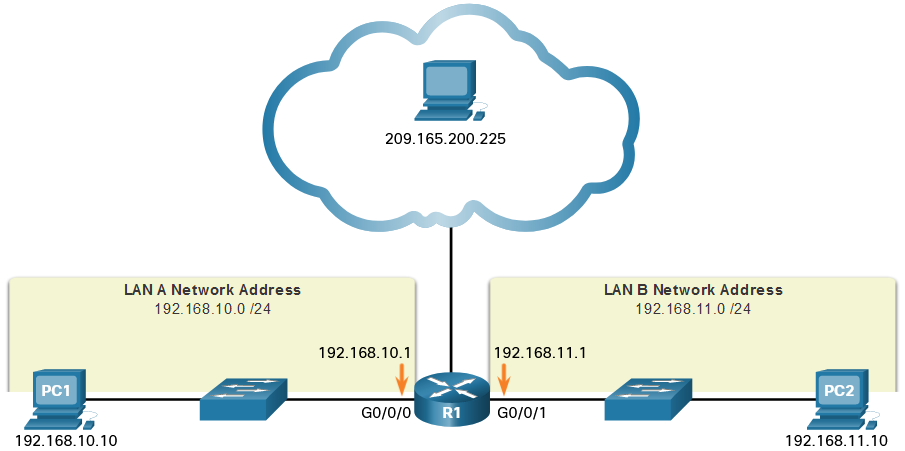 209.165.200.225
LAN A Network Address
192.168.10.0 /24
LAN B Network Address
192.168.11.0 /24
192.168.10.1
192.168.11.1
PC1
PC2
G0/0/0
R1
G0/0/1
192.168.10.10
192.168.11.10